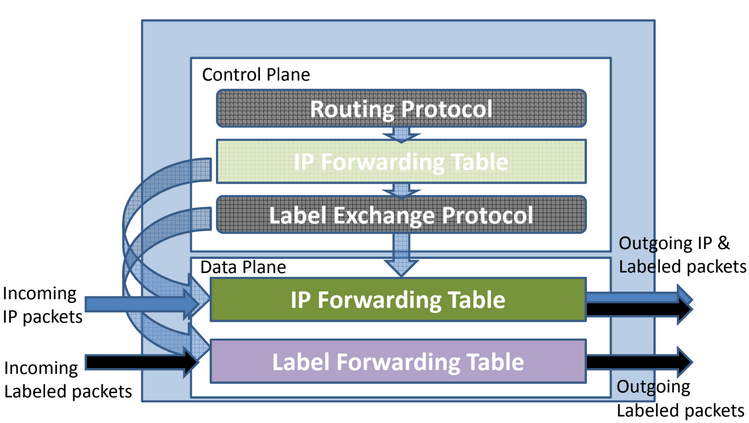 Control Plane
Routing Protocol
IP Forwarding Table
Label Exchange Protocol
Outgoing IP &
Labeled packets
Data Plane
Incoming
IP packets
IP Forwarding Table
Incoming
Labeled packets
Label Forwarding Table
Outgoing
Labeled packets